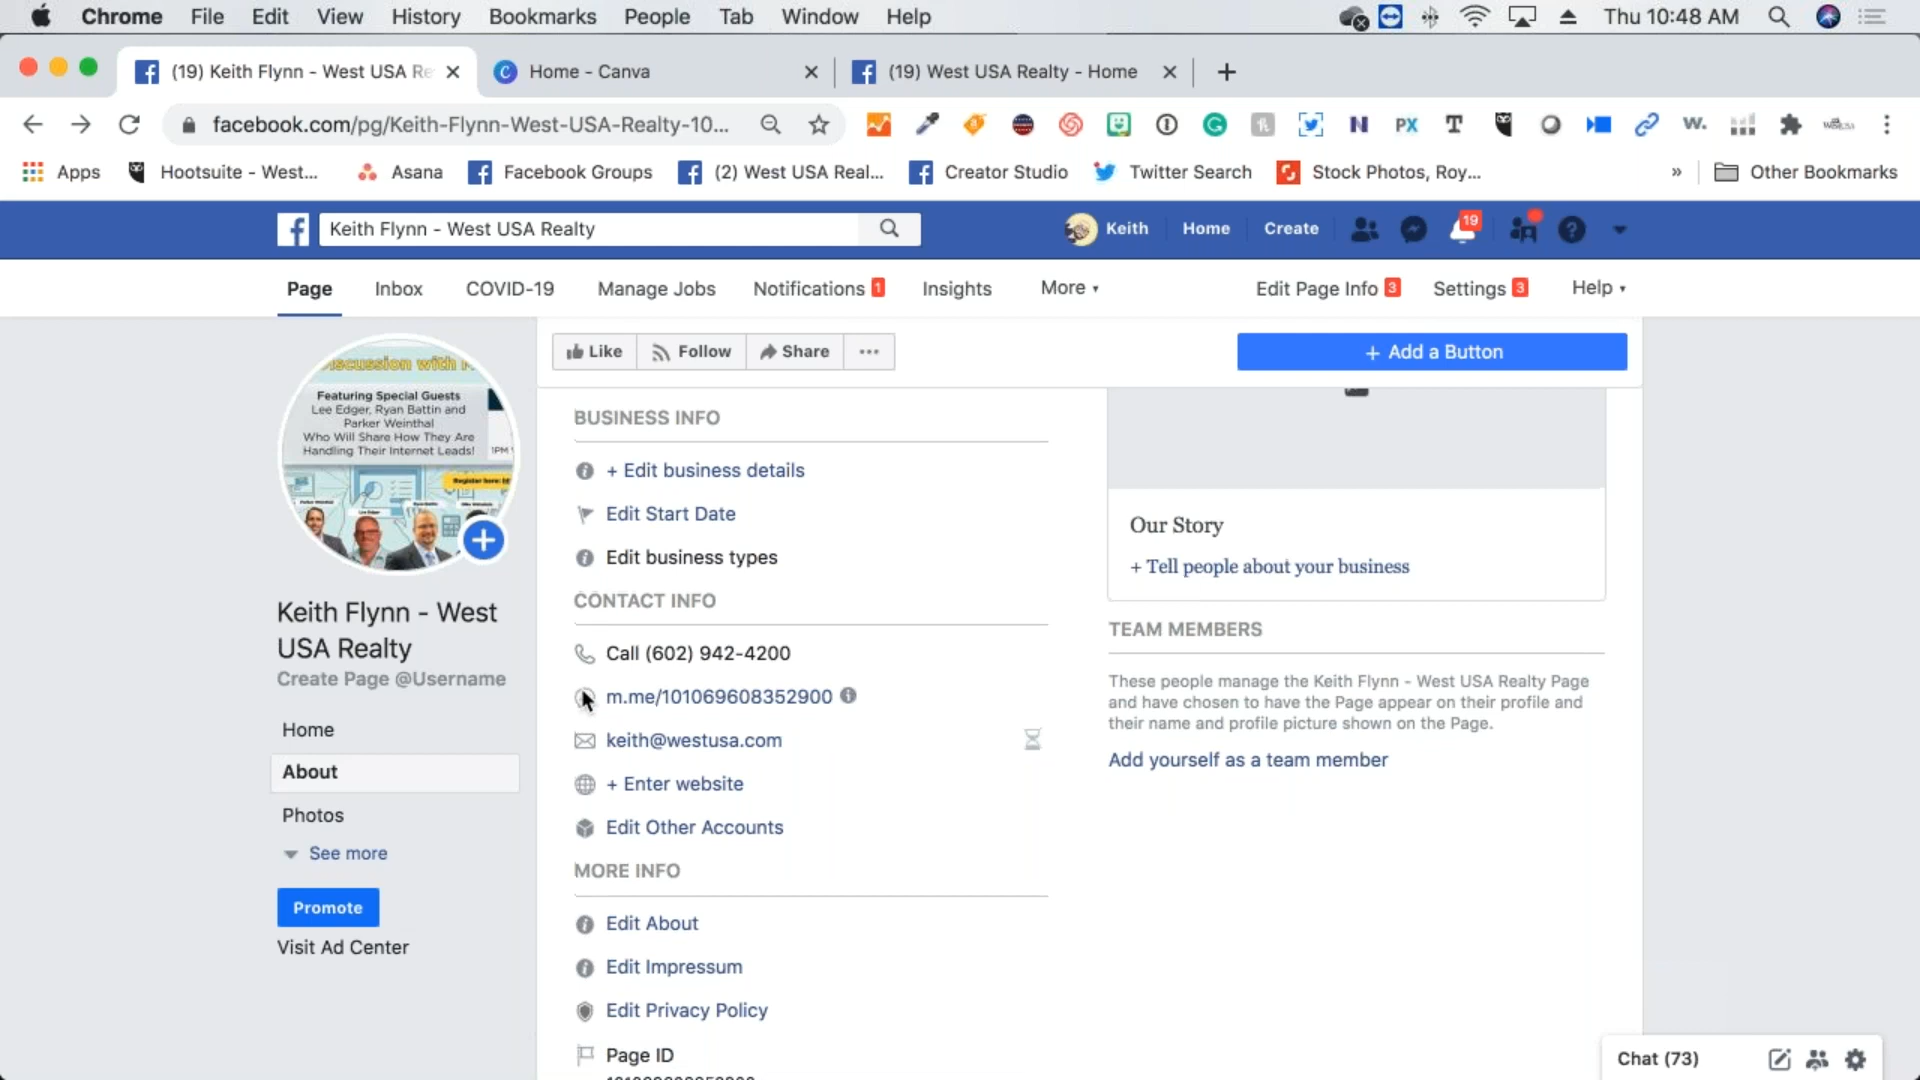 Chrome File Edit View History Bookmarks People Tab Window Help Thu 10:48 AM
(19) Keith Flynn - West USA Re Home - Canva (19) West USA Realty - Home
facebook.com/pg/Keith-Flynn-West-USA-Realty-10...
Apps Hootsuite - West... Asana Facebook Groups (2) West USA Real... Creator Studio Twitter Search Stock Photos, Roy... » Other Bookmarks
Keith Flynn - West USA Realty Keith Home Create 19
Page Inbox COVID-19 Manage Jobs Notifications 1 Insights More Edit Page Info 3 Settings 3 Help
Like Follow Share ... + Add a Button
Featuring Special Guests
Lee Edger, Ryan Battin and
Parker Weinthal
Who Will Share How They Are
Handling Their Internet Leads!
Keith Flynn - West
USA Realty
Create Page @Username
Home
About
Photos
See more
Promote
Visit Ad Center
BUSINESS INFO
+ Edit business details
Edit Start Date
Edit business types
CONTACT INFO
Call (602) 942-4200
m.me/101069608352900
keith@westusa.com
+ Enter website
Edit Other Accounts
MORE INFO
Edit About
Edit Impressum
Edit Privacy Policy
Page ID
Our Story
+ Tell people about your business
TEAM MEMBERS
These people manage the Keith Flynn - West USA Realty Page
and have chosen to have the Page appear on their profile and
their name and profile picture shown on the Page.
Add yourself as a team member
Chat (73)